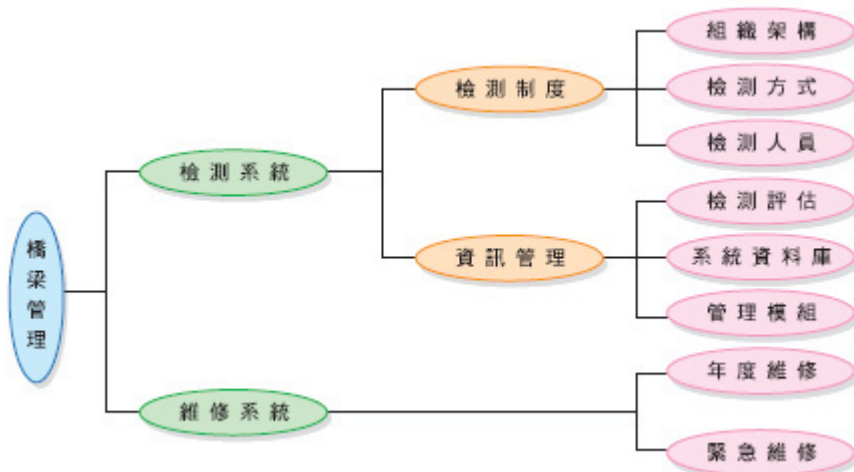 橋梁管理
檢測系統
維修系統
檢測制度
資訊管理
組織架構
檢測方式
檢測人員
檢測評估
系統資料庫
管理模組
年度維修
緊急維修